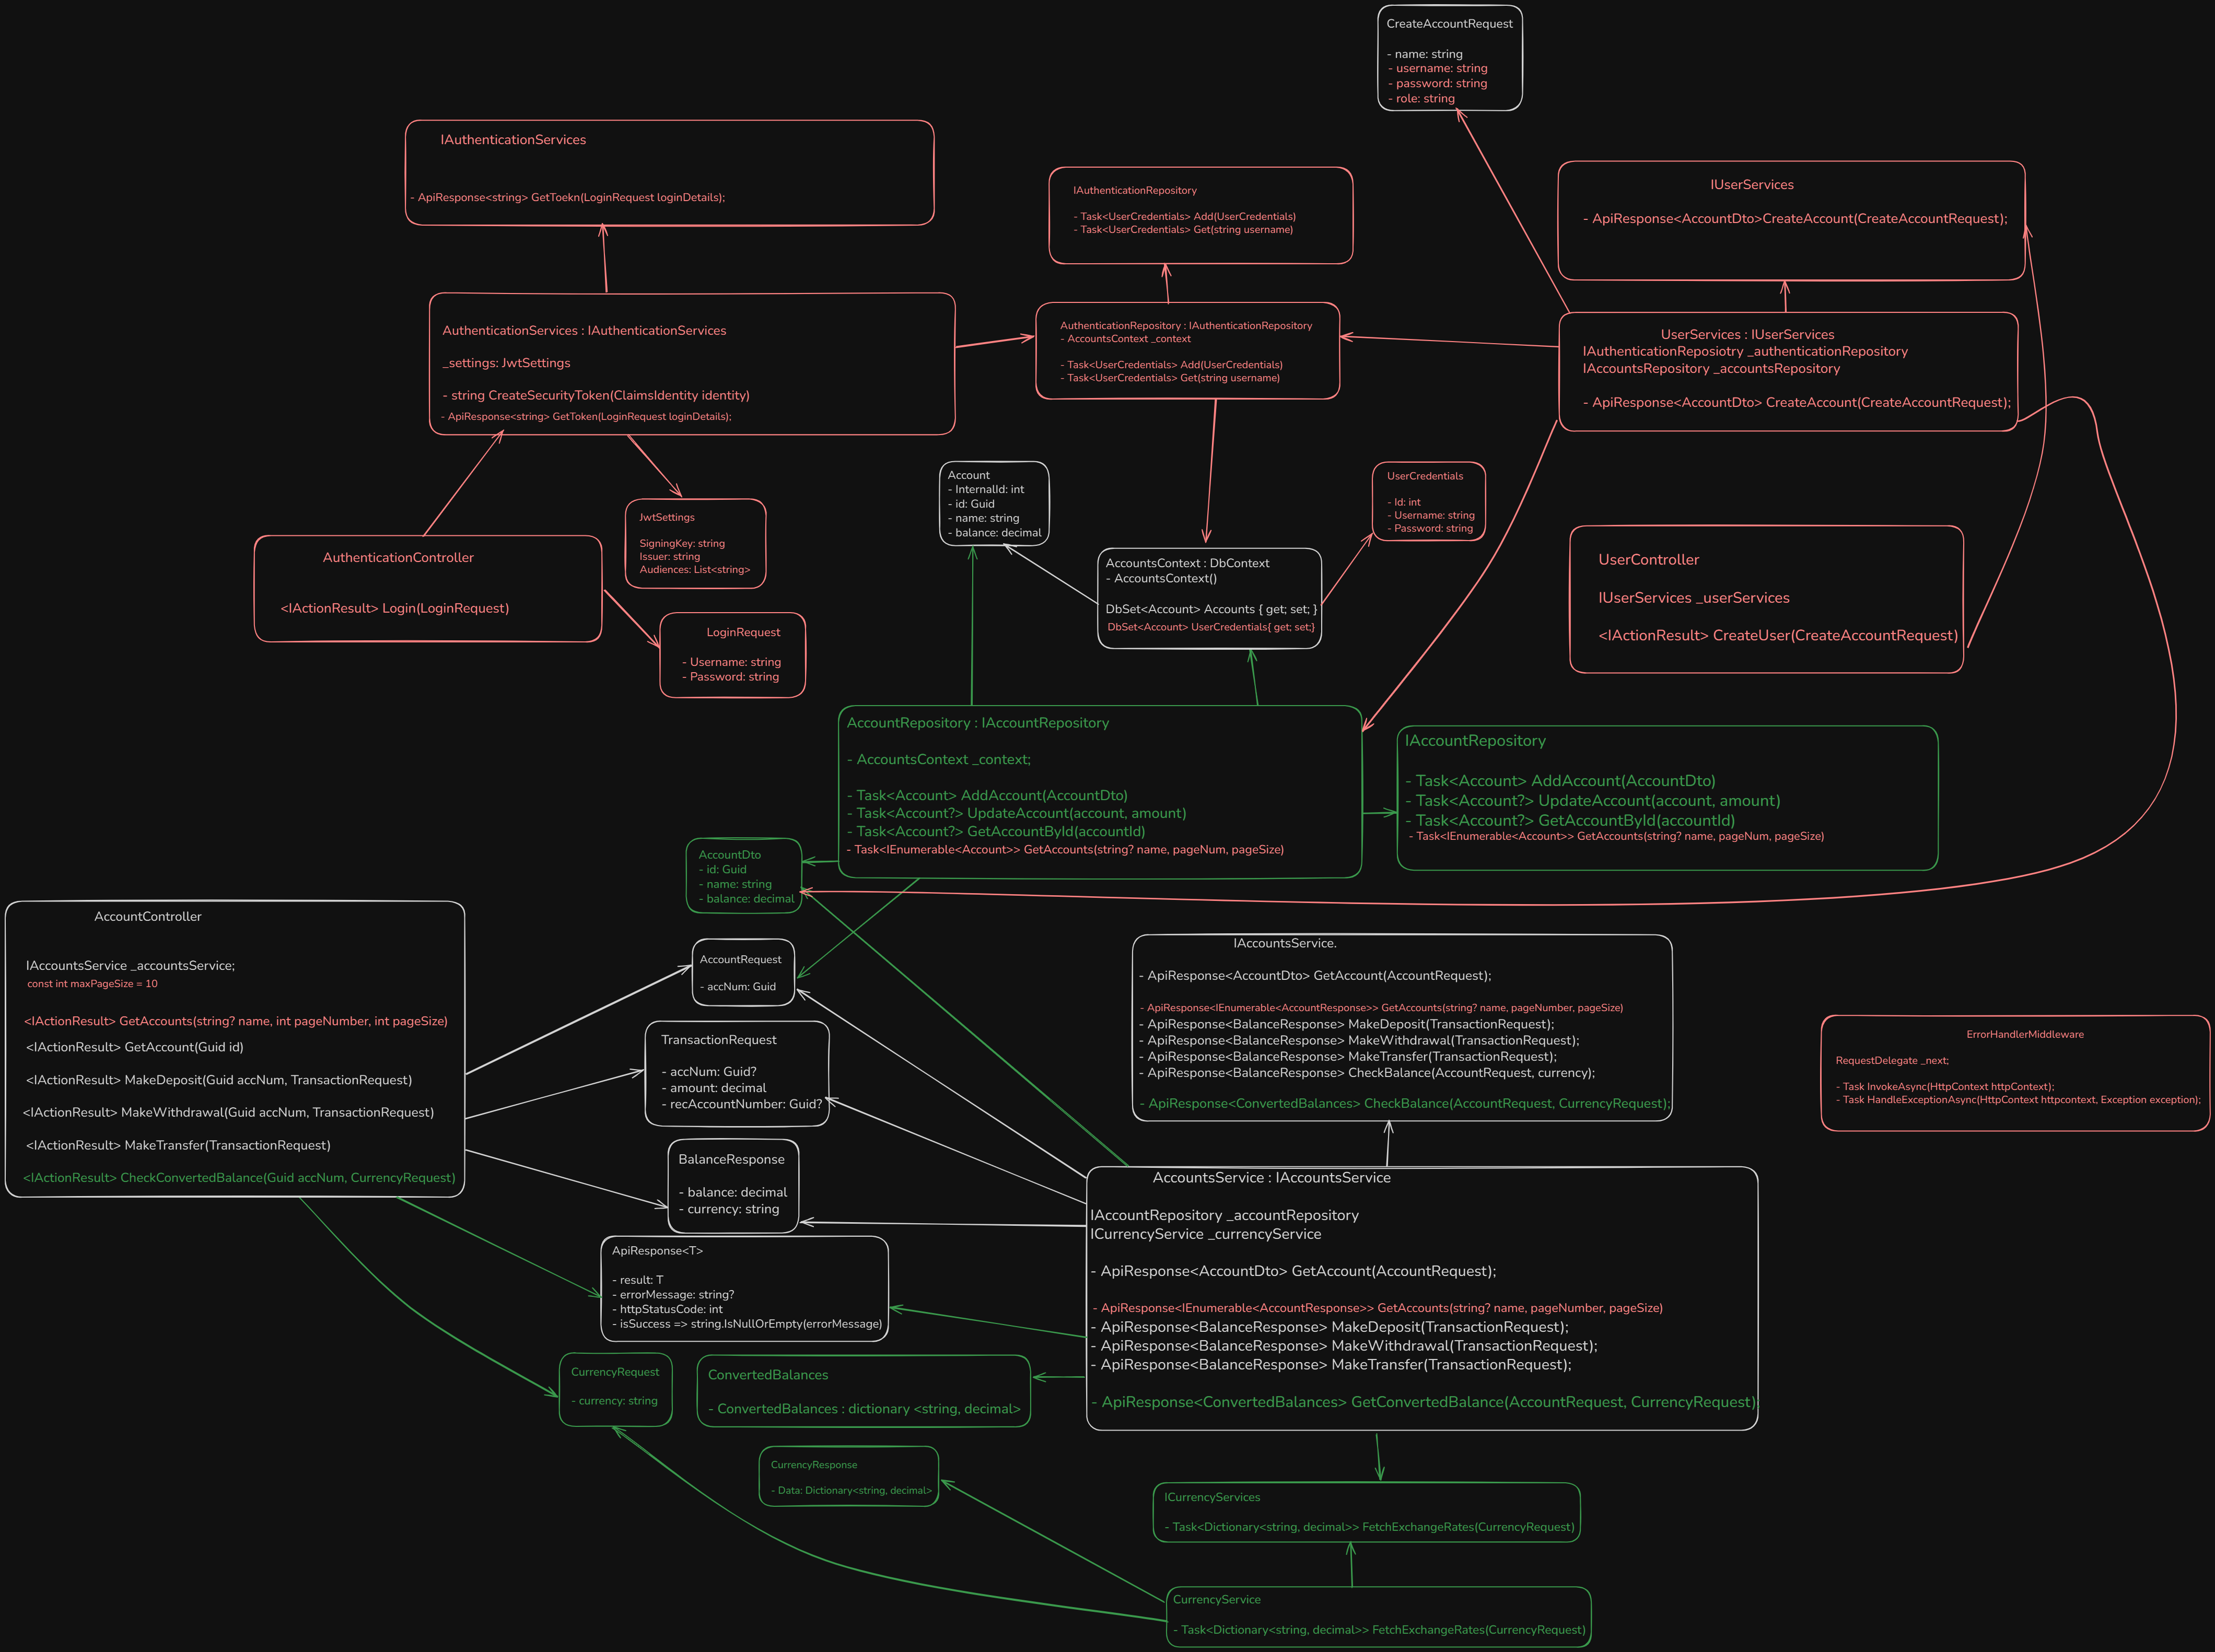 CreateAccountRequest
- name: string
- username: string
- password: string
- role: string
IAuthenticationServices
- ApiResponse<string> GetToekn(LoginRequest loginDetails);
IAuthenticationRepository
- Task<UserCredentials> Add(UserCredentials)
- Task<UserCredentials> Get(string username)
IUserServices
- ApiResponse<AccountDto>CreateAccount(CreateAccountRequest);
AuthenticationServices : IAuthenticationServices
_settings: JwtSettings
- string CreateSecurityToken(ClaimsIdentity identity)
- ApiResponse<string> GetToken(LoginRequest loginDetails);
AuthenticationRepository : IAuthenticationRepository
- AccountsContext _context
- Task<UserCredentials> Add(UserCredentials)
- Task<UserCredentials> Get(string username)
UserServices : IUserServices
IAuthenticationReposiotry _authenticationRepository
IAccountsRepository _accountsRepository
- ApiResponse<AccountDto> CreateAccount(CreateAccountRequest);
Account
- InternalId: int
- id: Guid
- name: string
- balance: decimal
UserCredentials
- Id: int
- Username: string
- Password: string
JwtSettings
SigningKey: string
Issuer: string
Audiences: List<string>
AuthenticationController
<IActionResult> Login(LoginRequest)
AccountsContext : DbContext
- AccountsContext()
DbSet<Account> Accounts { get; set; }
DbSet<Account> UserCredentials{ get; set;}
UserController
IUserServices _userServices
<IActionResult> CreateUser(CreateAccountRequest)
LoginRequest
- Username: string
- Password: string
AccountRepository : IAccountRepository
- AccountsContext _context;
- Task<Account> AddAccount(AccountDto)
- Task<Account?> UpdateAccount(account, amount)
- Task<Account?> GetAccountById(accountId)
- Task<IEnumerable<Account>> GetAccounts(string? name, pageNum, pageSize)
IAccountRepository
- Task<Account> AddAccount(AccountDto)
- Task<Account?> UpdateAccount(account, amount)
- Task<Account?> GetAccountById(accountId)
- Task<IEnumerable<Account>> GetAccounts(string? name, pageNum, pageSize)
AccountDto
- id: Guid
- name: string
- balance: decimal
AccountController
IAccountsService _accountsService;
const int maxPageSize = 10
<IActionResult> GetAccounts(string? name, int pageNumber, int pageSize)
<IActionResult> GetAccount(Guid id)
<IActionResult> MakeDeposit(Guid accNum, TransactionRequest)
<IActionResult> MakeWithdrawal(Guid accNum, TransactionRequest)
<IActionResult> MakeTransfer(TransactionRequest)
<IActionResult> CheckConvertedBalance(Guid accNum, CurrencyRequest)
AccountRequest
- accNum: Guid
TransactionRequest
- accNum: Guid?
- amount: decimal
- recAccountNumber: Guid?
BalanceResponse
- balance: decimal
- currency: string
ApiResponse<T>
- result: T
- errorMessage: string?
- httpStatusCode: int
- isSuccess => string.IsNullOrEmpty(errorMessage)
IAccountsService.
- ApiResponse<AccountDto> GetAccount(AccountRequest);
- ApiResponse<IEnumerable<AccountResponse>> GetAccounts(string? name, pageNumber, pageSize)
- ApiResponse<BalanceResponse> MakeDeposit(TransactionRequest);
- ApiResponse<BalanceResponse> MakeWithdrawal(TransactionRequest);
- ApiResponse<BalanceResponse> MakeTransfer(TransactionRequest);
- ApiResponse<BalanceResponse> CheckBalance(AccountRequest, currency);
- ApiResponse<ConvertedBalances> CheckBalance(AccountRequest, CurrencyRequest);
ErrorHandlerMiddleware
RequestDelegate _next;
- Task InvokeAsync(HttpContext httpContext);
- Task HandleExceptionAsync(HttpContext httpcontext, Exception exception);
AccountsService : IAccountsService
IAccountRepository _accountRepository
ICurrencyService _currencyService
- ApiResponse<AccountDto> GetAccount(AccountRequest);
- ApiResponse<IEnumerable<AccountResponse>> GetAccounts(string? name, pageNumber, pageSize)
- ApiResponse<BalanceResponse> MakeDeposit(TransactionRequest);
- ApiResponse<BalanceResponse> MakeWithdrawal(TransactionRequest);
- ApiResponse<BalanceResponse> MakeTransfer(TransactionRequest);
- ApiResponse<ConvertedBalances> GetConvertedBalance(AccountRequest, CurrencyRequest)
CurrencyRequest
- currency: string
ConvertedBalances
- ConvertedBalances : dictionary <string, decimal>
CurrencyResponse
- Data: Dictionary<string, decimal>
ICurrencyServices
- Task<Dictionary<string, decimal>> FetchExchangeRates(CurrencyRequest)
CurrencyService
- Task<Dictionary<string, decimal>> FetchExchangeRates(CurrencyRequest)